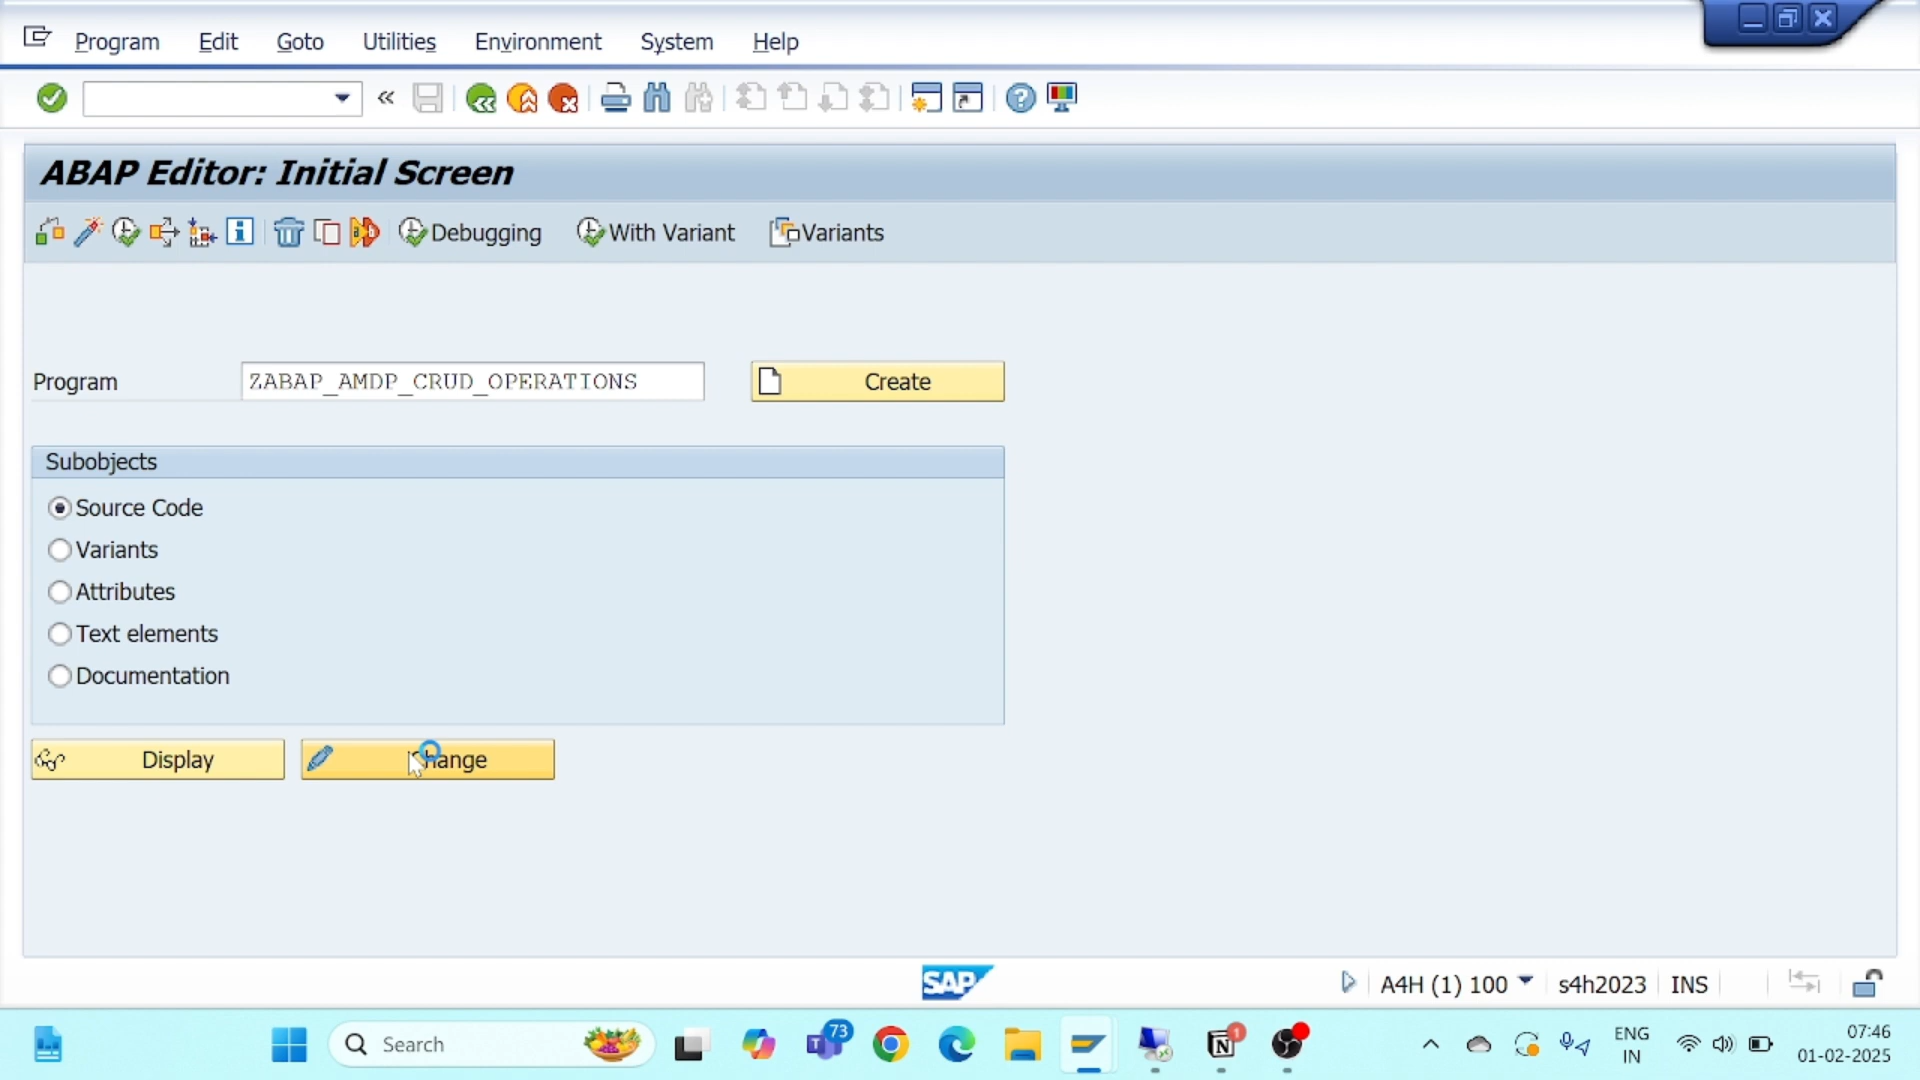 Program Edit Goto Utilities Environment System Help
ABAP Editor: Initial Screen
Debugging With Variant Variants
Program ZABAP_AMDP_CRUD_OPERATIONS Create
Subobjects
Source Code
Variants
Attributes
Text elements
Documentation
Display Change
SAP A4H (1) 100 s4h2023 INS
Search 73 1 ENG IN 07:46 01-02-2025